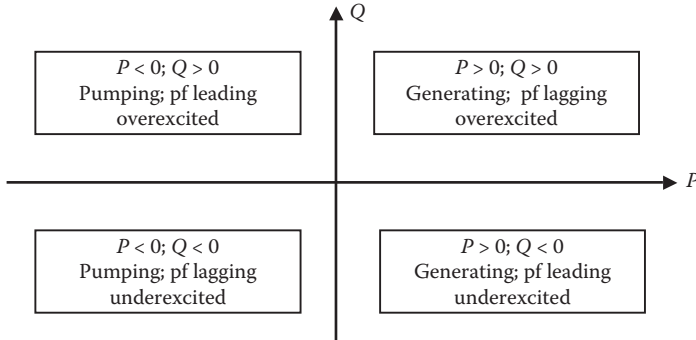 Q
P < 0; Q > 0
Pumping; pf leading
overexcited
P > 0; Q > 0
Generating; pf lagging
overexcited
P
P < 0; Q < 0
Pumping; pf lagging
underexcited
P > 0; Q < 0
Generating; pf leading
underexcited